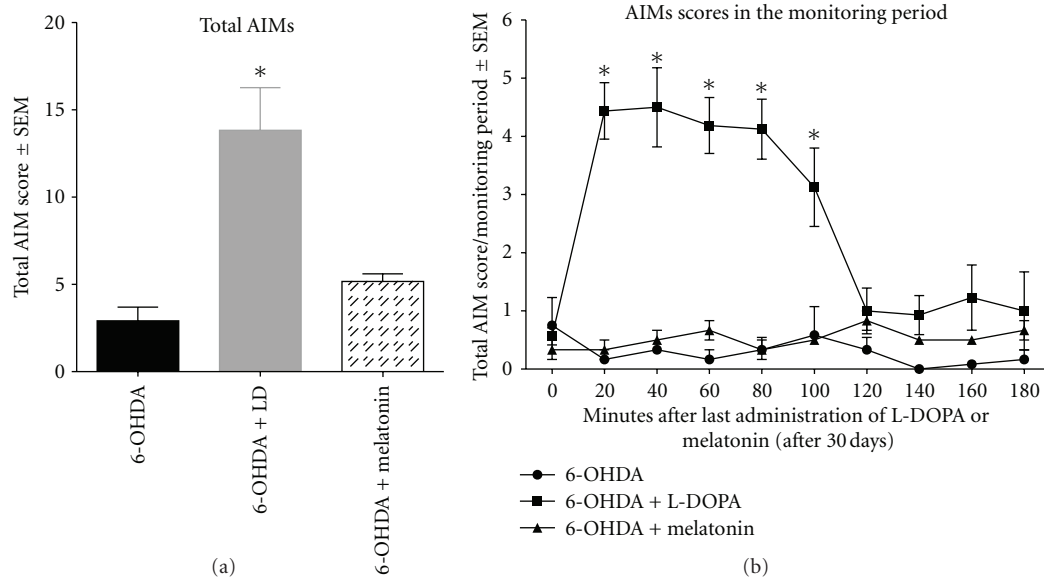 Total AIMs
20
15
10
5
0
Total AIM score ± SEM
*
6-OHDA
6-OHDA + LD
6-OHDA + melatonin
(a)
AIMs scores in the monitoring period
6
5
4
3
2
1
0
Total AIM score/monitoring period ± SEM
* * * * *
0 20 40 60 80 100 120 140 160 180
Minutes after last administration of L-DOPA or
melatonin (after 30 days)
6-OHDA
6-OHDA + L-DOPA
6-OHDA + melatonin
(b)